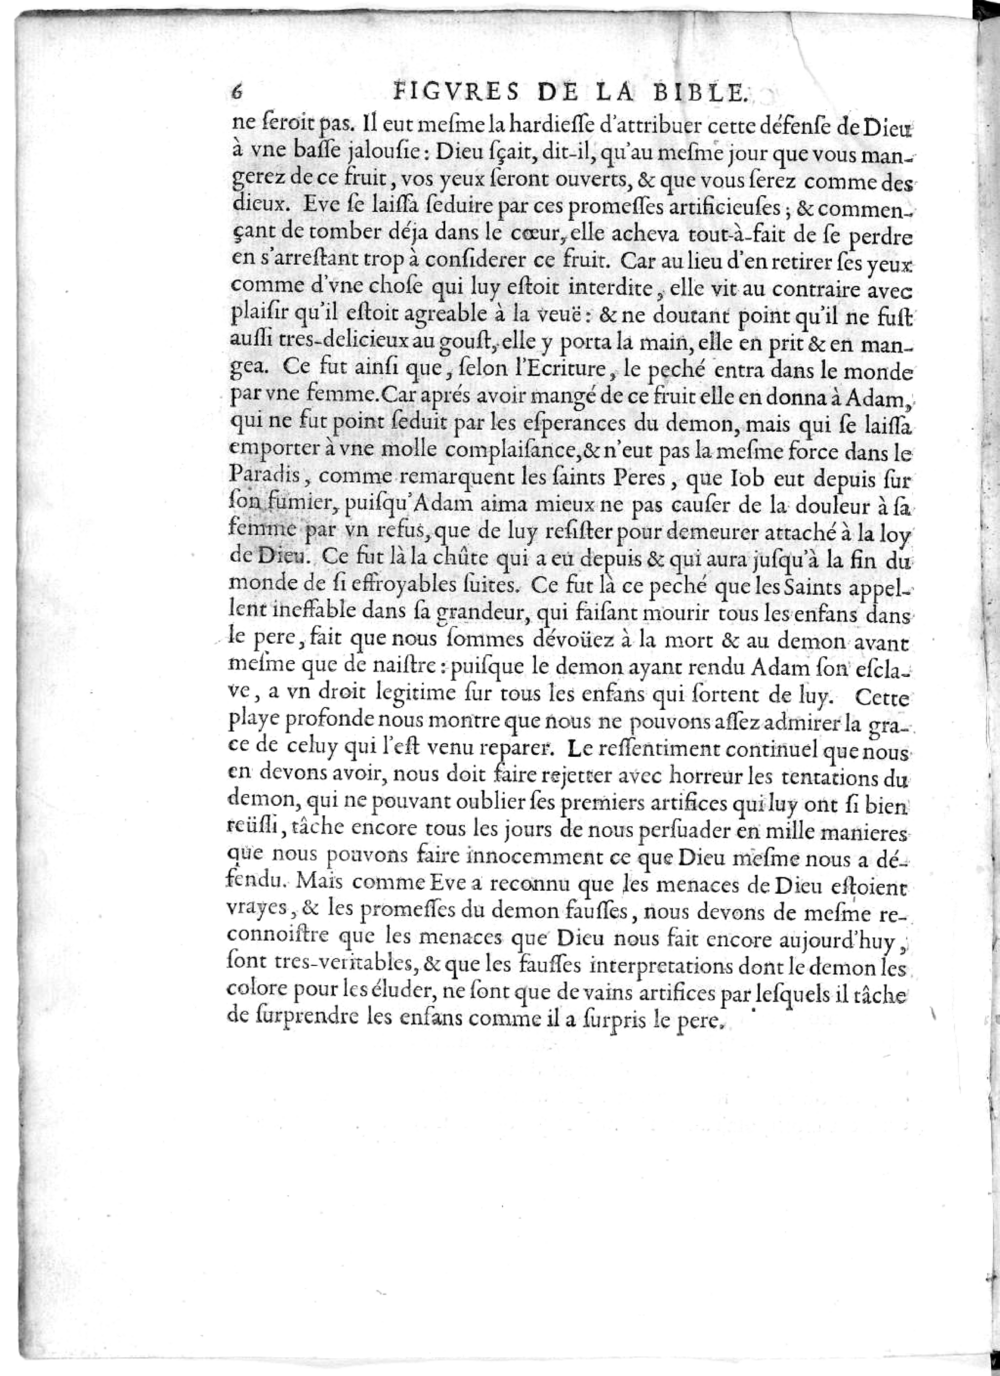 6 FIGVRES DE LA BIBLE.
ne ſeroit pas. Il eut meſme la hardieſſe d'attribuer cette défenſe de Dieu
à vne baſſe jalouſie : Dieu ſçait, dit-il, qu'au meſme jour que vous man-
gerez de ce fruit, vos yeux ſeront ouverts, & que vous ſerez comme des
dieux. Eve ſe laiſſa ſeduire par ces promeſſes artificieuſes ; & commen-
çant de tomber déja dans le cœur, elle acheva tout-à-fait de ſe perdre
en s'arreſtant trop à conſiderer ce fruit. Car au lieu d'en retirer ſes yeux
comme d'vne choſe qui luy eſtoit interdite, elle vit au contraire avec
plaiſir qu'il eſtoit agreable à la veuë : & ne doutant point qu'il ne fuſt
auſſi tres-delicieux au gouſt, elle y porta la main, elle en prit & en man-
gea. Ce fut ainſi que, ſelon l'Ecriture, le peché entra dans le monde
par vne femme. Car aprés avoir mangé de ce fruit elle en donna à Adam,
qui ne fut point ſeduit par les eſperances du demon, mais qui ſe laiſſa
emporter à vne molle complaiſance, & n'eut pas la meſme force dans le
Paradis, comme remarquent les ſaints Peres, que Iob eut depuis ſur
ſon fumier, puiſqu'Adam aima mieux ne pas cauſer de la douleur à ſa
femme par vn refus, que de luy reſiſter pour demeurer attaché à la loy
de Dieu. Ce fut là la chûte qui a eu depuis & qui aura juſqu'à la fin du
monde de ſi effroyables ſuites. Ce fut là ce peché que les Saints appel-
lent ineffable dans ſa grandeur, qui faiſant mourir tous les enfans dans
le pere, fait que nous ſommes dévoüez à la mort & au demon avant
meſme que de naiſtre : puiſque le demon ayant rendu Adam ſon eſcla-
ve, a vn droit legitime ſur tous les enfans qui ſortent de luy. Cette
playe profonde nous montre que nous ne pouvons aſſez admirer la gra-
ce de celuy qui l'eſt venu reparer. Le reſſentiment continuel que nous
en devons avoir, nous doit faire rejetter avec horreur les tentations du
demon, qui ne pouvant oublier ſes premiers artifices qui luy ont ſi bien
reüſſi, tâche encore tous les jours de nous perſuader en mille manieres
que nous pouvons faire innocemment ce que Dieu meſme nous a dé-
fendu. Mais comme Eve a reconnu que les menaces de Dieu eſtoient
vrayes, & les promeſſes du demon fauſſes, nous devons de meſme re-
connoiſtre que les menaces que Dieu nous fait encore aujourd'huy,
ſont tres-veritables, & que les fauſſes interpretations dont le demon les
colore pour les éluder, ne ſont que de vains artifices par leſquels il tâche
de ſurprendre les enfans comme il a ſurpris le pere.